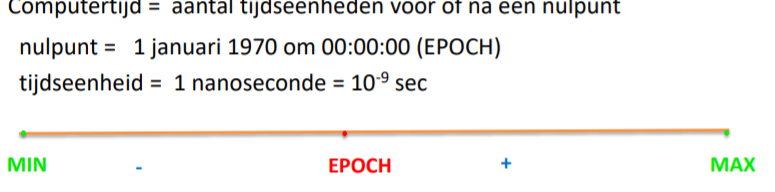 Computertijd = aantal tijdseenheden voor of na een nulpunt
nulpunt = 1 januari 1970 om 00:00:00 (EPOCH)
tijdseenheid = 1 nanoseconde = 10⁻⁹ sec
MIN - EPOCH + MAX